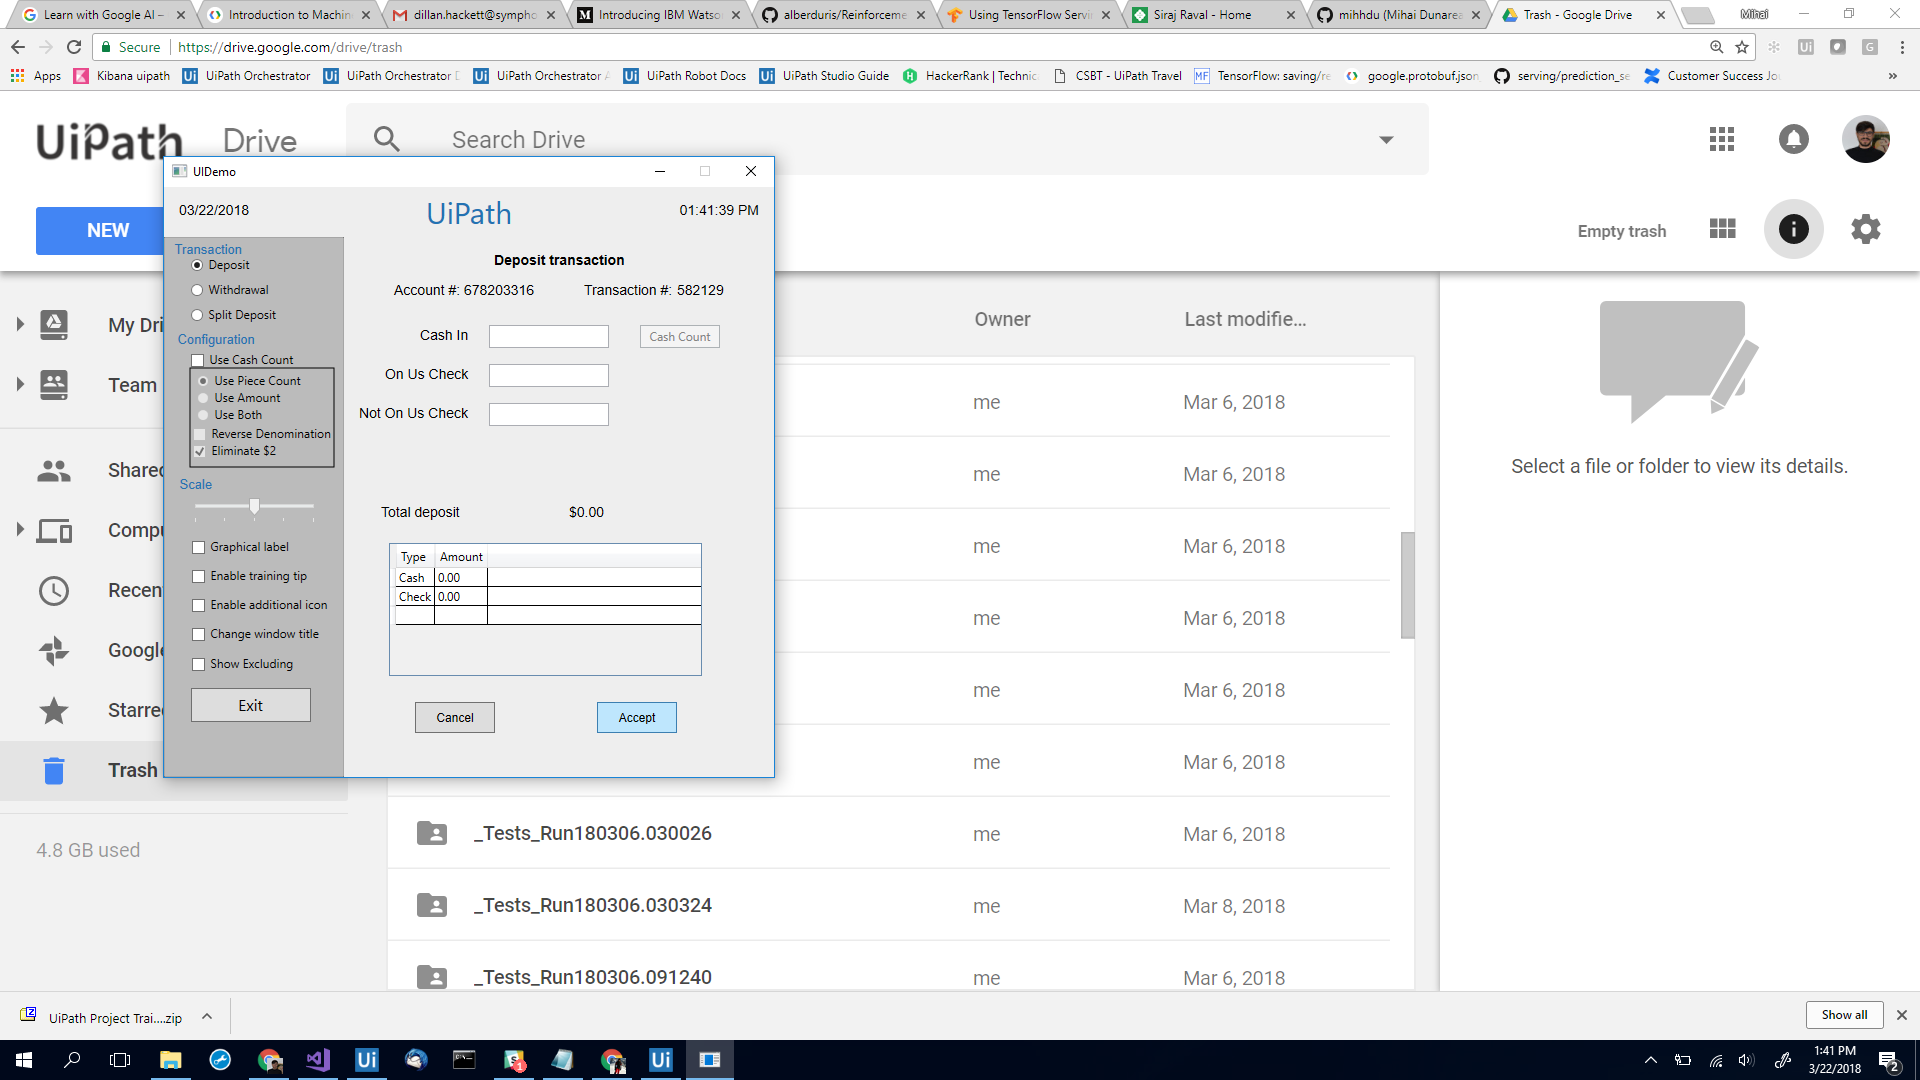 Learn with Google AI –
Introduction to Machin
dillan.hackett@sympho
Introducing IBM Watso
alberduris/Reinforceme
Using TensorFlow Servi
Siraj Raval - Home
mihhdu (Mihai Dunarea
Trash - Google Drive
Mihai
Secure
https://drive.google.com/drive/trash
Apps
Kibana uipath
UiPath Orchestrator
UiPath Orchestrator
UiPath Orchestrator
UiPath Robot Docs
UiPath Studio Guide
HackerRank | Technic
CSBT - UiPath Travel
TensorFlow: saving/re
google.protobuf.json
serving/prediction_se
Customer Success Jou
UiPath
Drive
Search Drive
NEW
Empty trash
UIDemo
03/22/2018
UiPath
01:41:39 PM
Transaction
Deposit
Withdrawal
Split Deposit
Configuration
Use Cash Count
Use Piece Count
Use Amount
Use Both
Reverse Denomination
Eliminate $2
Scale
Graphical label
Enable training tip
Enable additional icon
Change window title
Show Excluding
Exit
Deposit transaction
Account #: 678203316
Transaction #: 582129
Cash In
Cash Count
On Us Check
Not On Us Check
Total deposit
$0.00
Type Amount
Cash 0.00
Check 0.00
Cancel
Accept
My Dri
Team
Shared
Compu
Recen
Google
Starre
Trash
4.8 GB used
Owner
Last modifie...
me Mar 6, 2018
me Mar 6, 2018
me Mar 6, 2018
me Mar 6, 2018
me Mar 6, 2018
me Mar 6, 2018
_Tests_Run180306.030026 me Mar 6, 2018
_Tests_Run180306.030324 me Mar 8, 2018
_Tests_Run180306.091240 me Mar 6, 2018
Select a file or folder to view its details.
UiPath Project Trai....zip
Show all
1:41 PM
3/22/2018
2